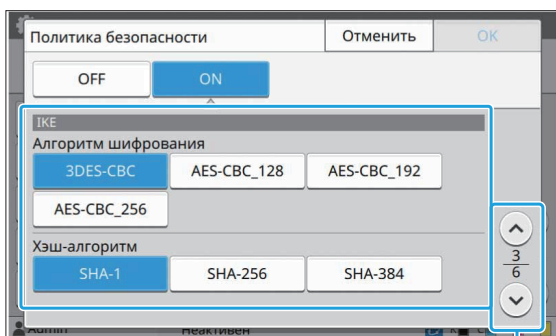 Политика безопасности
Отменить
OK
OFF
ON
IKE
Алгоритм шифрования
3DES-CBC
AES-CBC_128
AES-CBC_192
AES-CBC_256
3
6
Хэш-алгоритм
SHA-1
SHA-256
SHA-384
Admin
неактивен